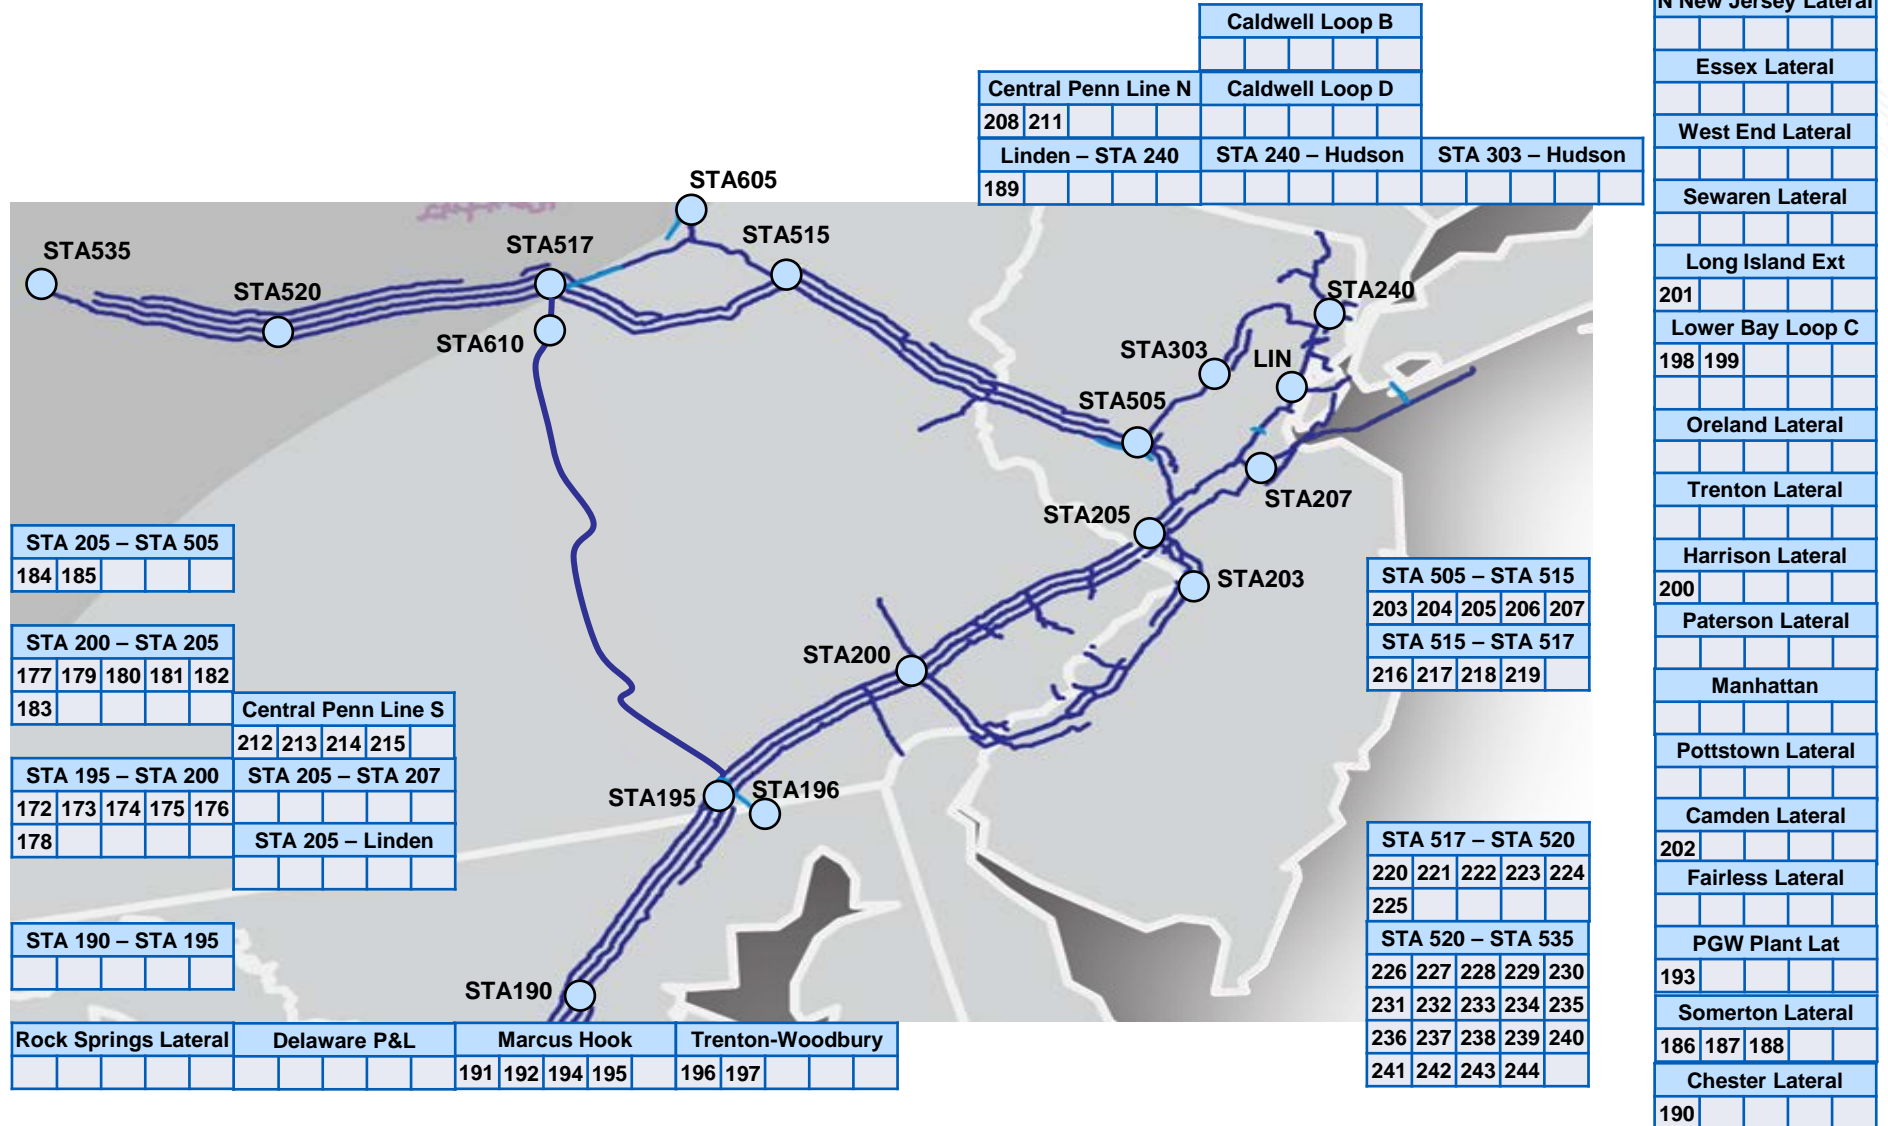 N New Jersey Lateral
Caldwell Loop B
Essex Lateral
Central Penn Line N
Caldwell Loop D
208 211
West End Lateral
Linden – STA 240
STA 240 – Hudson
STA 303 – Hudson
189
Sewaren Lateral
Long Island Ext
201
Lower Bay Loop C
198 199
Oreland Lateral
Trenton Lateral
Harrison Lateral
200
Paterson Lateral
Manhattan
Pottstown Lateral
Camden Lateral
202
Fairless Lateral
PGW Plant Lat
193
Somerton Lateral
186 187 188
Chester Lateral
190
STA605
STA535
STA517
STA515
STA520
STA240
STA610
STA303
LIN
STA505
STA207
STA205
STA203
STA200
STA195
STA196
STA190
STA 205 – STA 505
184 185
STA 200 – STA 205
177 179 180 181 182
183
Central Penn Line S
212 213 214 215
STA 195 – STA 200
172 173 174 175 176
178
STA 205 – STA 207
STA 205 – Linden
STA 190 – STA 195
Rock Springs Lateral
Delaware P&L
Marcus Hook
191 192 194 195
Trenton-Woodbury
196 197
STA 505 – STA 515
203 204 205 206 207
STA 515 – STA 517
216 217 218 219
STA 517 – STA 520
220 221 222 223 224
225
STA 520 – STA 535
226 227 228 229 230
231 232 233 234 235
236 237 238 239 240
241 242 243 244